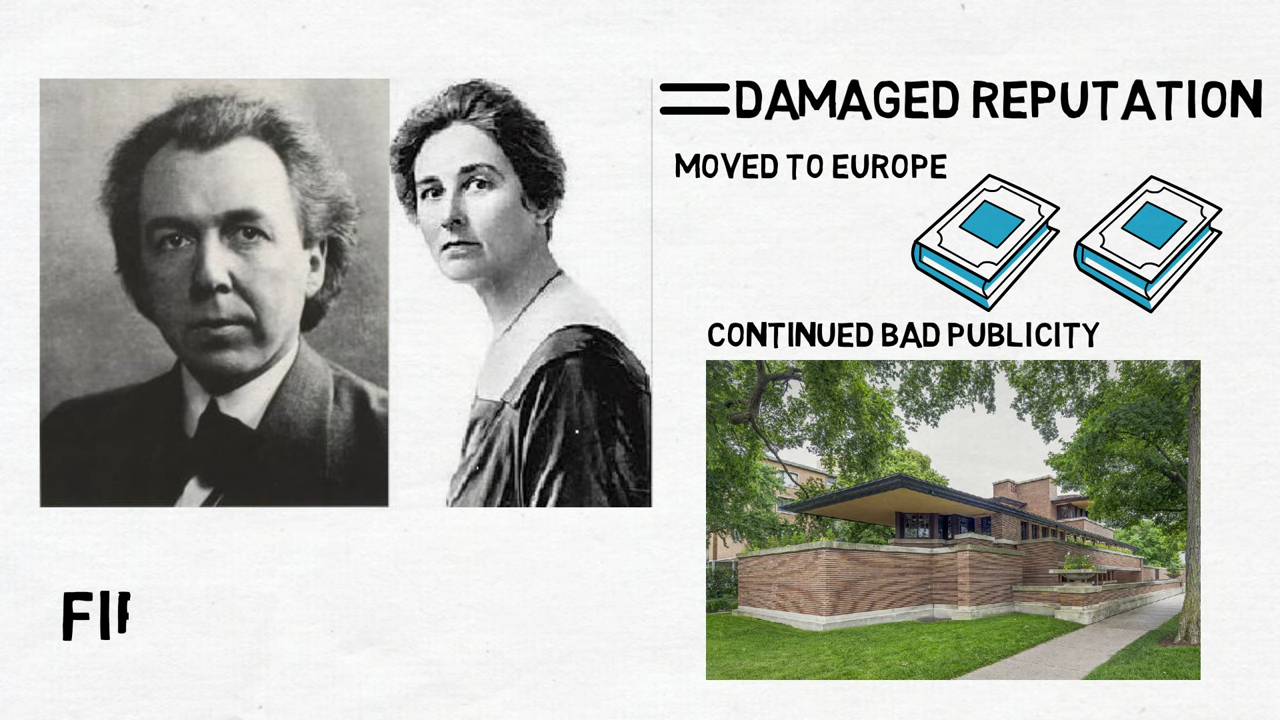 =DAMAGED REPUTATION
MOVED TO EUROPE
CONTINUED BAD PUBLICITY